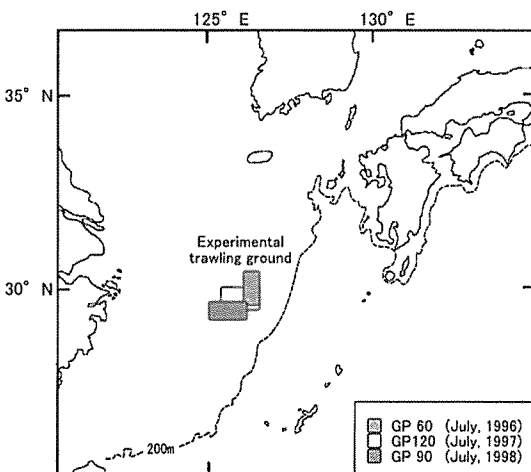 125° E 130° E
35° N
Experimental
trawling ground
30° N
200m
GP 60 (July, 1996)
GP120 (July, 1997)
GP 90 (July, 1998)